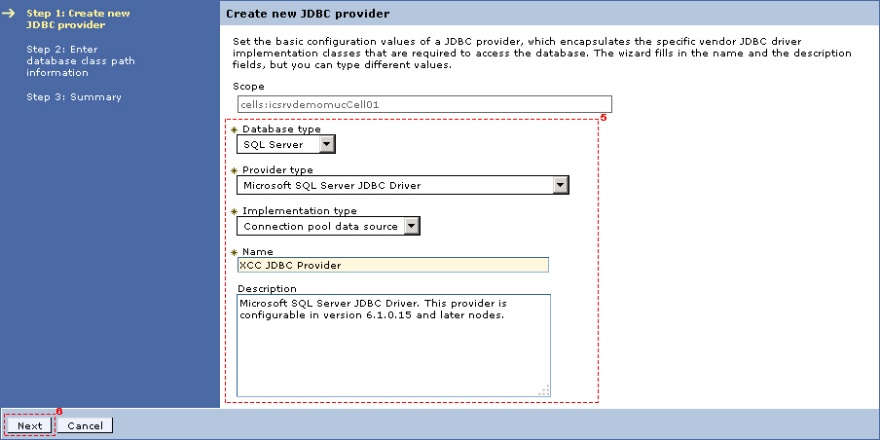 Step 1: Create new
JDBC provider
Step 2: Enter
database class path
information
Step 3: Summary
Create new JDBC provider
Set the basic configuration values of a JDBC provider, which encapsulates the specific vendor JDBC driver
implementation classes that are required to access the database. The wizard fills in the name and the description
fields, but you can type different values.
Scope
cells:icsrvdemomucCell01
5
Database type
SQL Server
Provider type
Microsoft SQL Server JDBC Driver
Implementation type
Connection pool data source
Name
XCC JDBC Provider
Description
Microsoft SQL Server JDBC Driver. This provider is
configurable in version 6.1.0.15 and later nodes.
6
Next Cancel